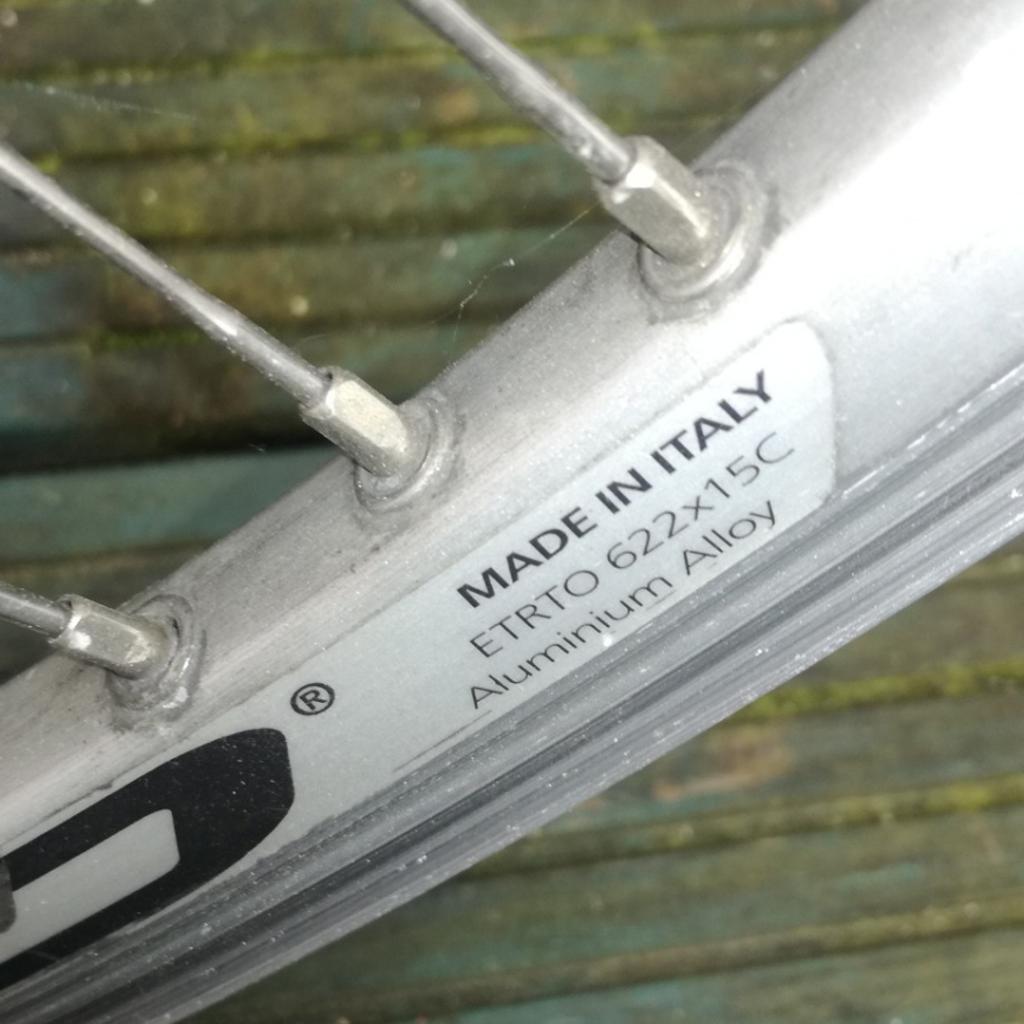 MADE IN ITALY
ETRTO 622x15C
Aluminium Alloy
®